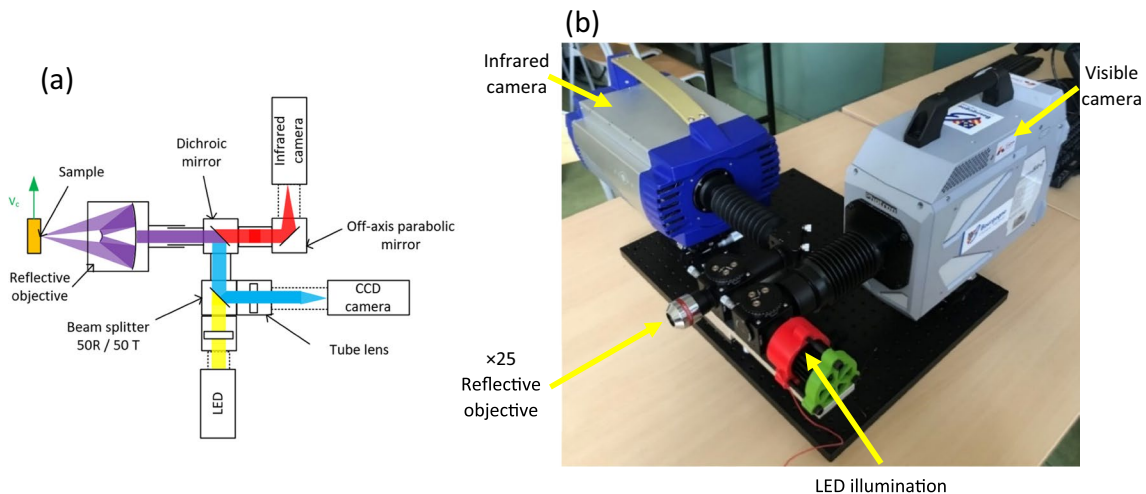 (a)
Dichroic
mirror
Infrared
camera
Sample
Vc
Off-axis parabolic
mirror
Reflective
objective
CCD
camera
Beam splitter
50R / 50 T
Tube lens
LED
(b)
Infrared
camera
Visible
camera
×25
Reflective
objective
LED illumination